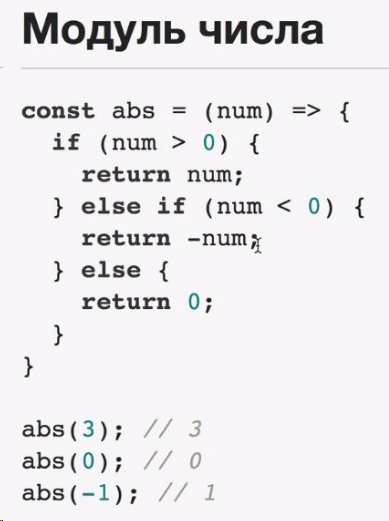 Модуль числа
const abs = (num) => {
  if (num > 0) {
    return num;
  } else if (num < 0) {
    return -num;
  } else {
    return 0;
  }
}
abs(3); // 3
abs(0); // 0
abs(-1); // 1